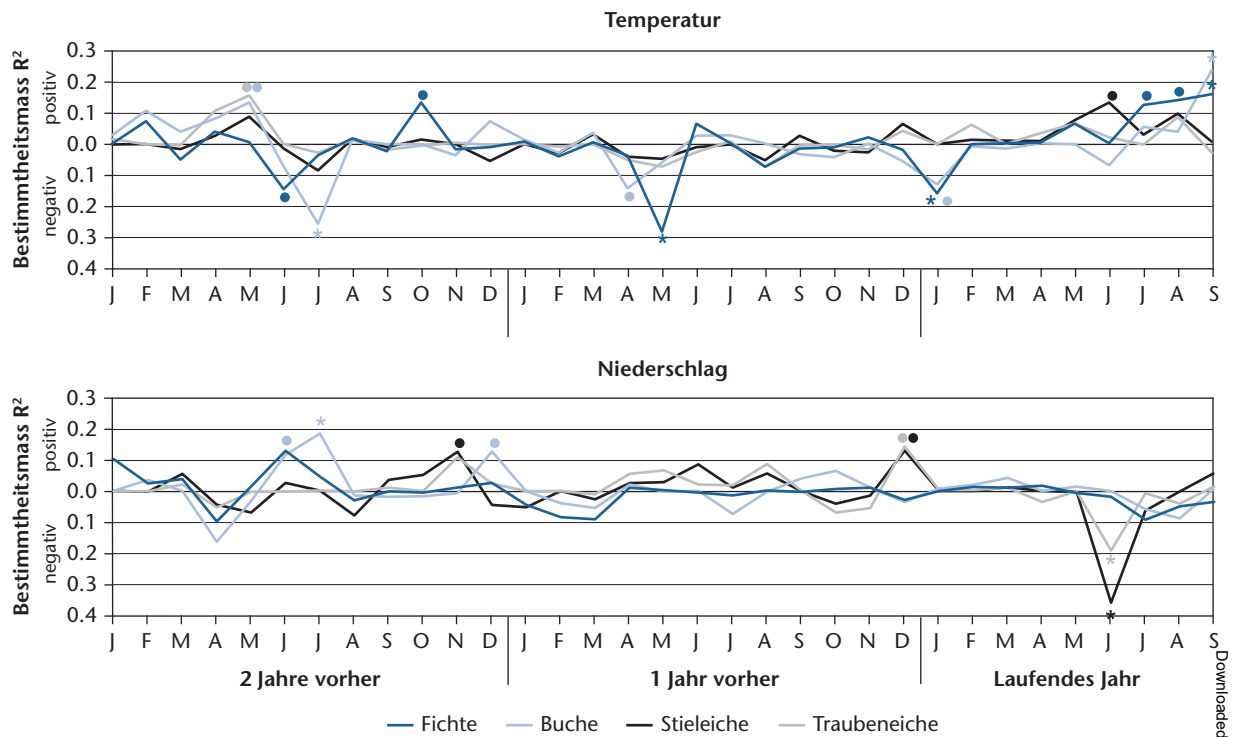 Temperatur
Bestimmtheitsmass R²
negativ positiv
0.3
0.2
0.1
0.0
0.1
0.2
0.3
0.4
J F M A M J J A S O N D J F M A M J J A S O N D J F M A M J J A S
Niederschlag
Bestimmtheitsmass R²
negativ positiv
0.3
0.2
0.1
0.0
0.1
0.2
0.3
0.4
J F M A M J J A S O N D J F M A M J J A S O N D J F M A M J J A S
2 Jahre vorher 1 Jahr vorher Laufendes Jahr
Fichte Buche Stieleiche Traubeneiche
Downloaded